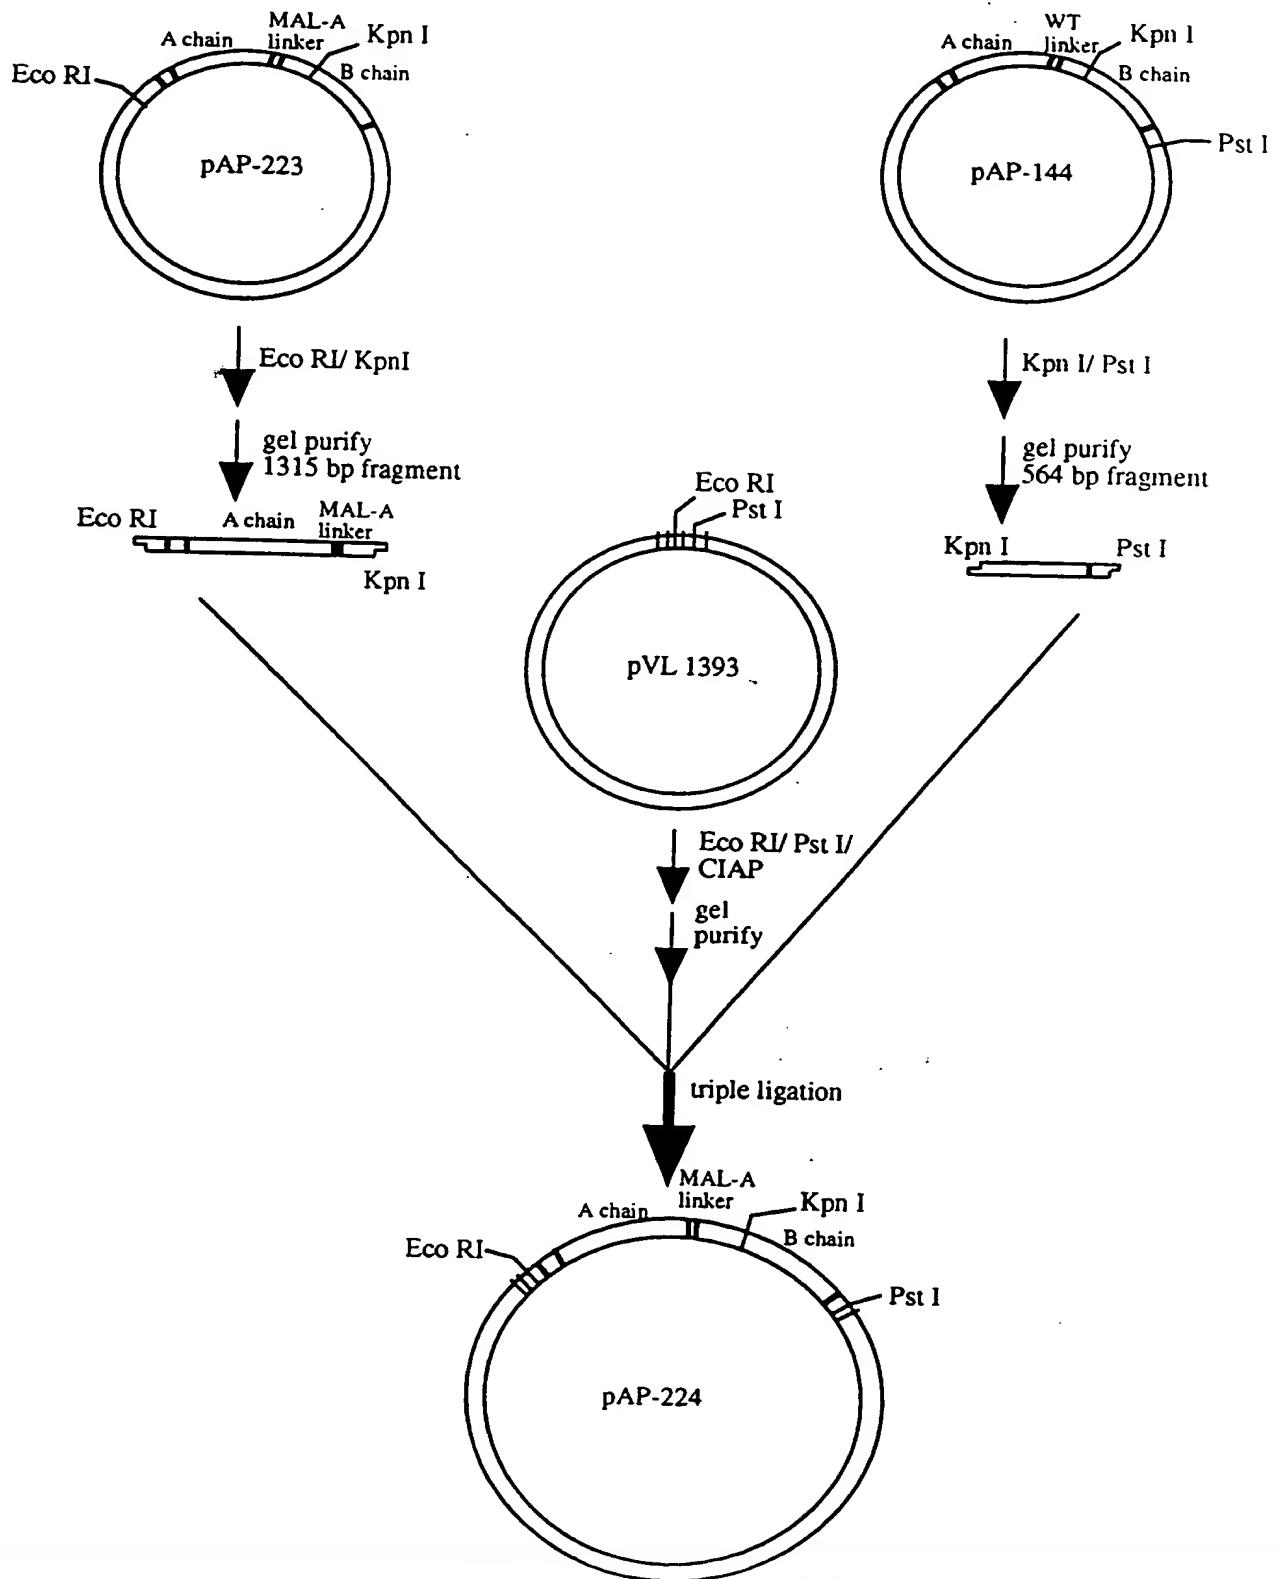 A chain
MAL-A
linker
Kpn I
Eco RI
B chain
pAP-223
A chain
WT
linker
Kpn I
B chain
Pst I
pAP-144
Eco RI/ KpnI
gel purify
1315 bp fragment
Kpn I/ Pst I
gel purify
564 bp fragment
Eco RI
A chain
MAL-A
linker
Kpn I
Eco RI
Pst I
pVL 1393
Kpn I
Pst I
Eco RI/ Pst I/
CIAP
gel
purify
triple ligation
MAL-A
linker
A chain
Kpn I
B chain
Eco RI
Pst I
pAP-224